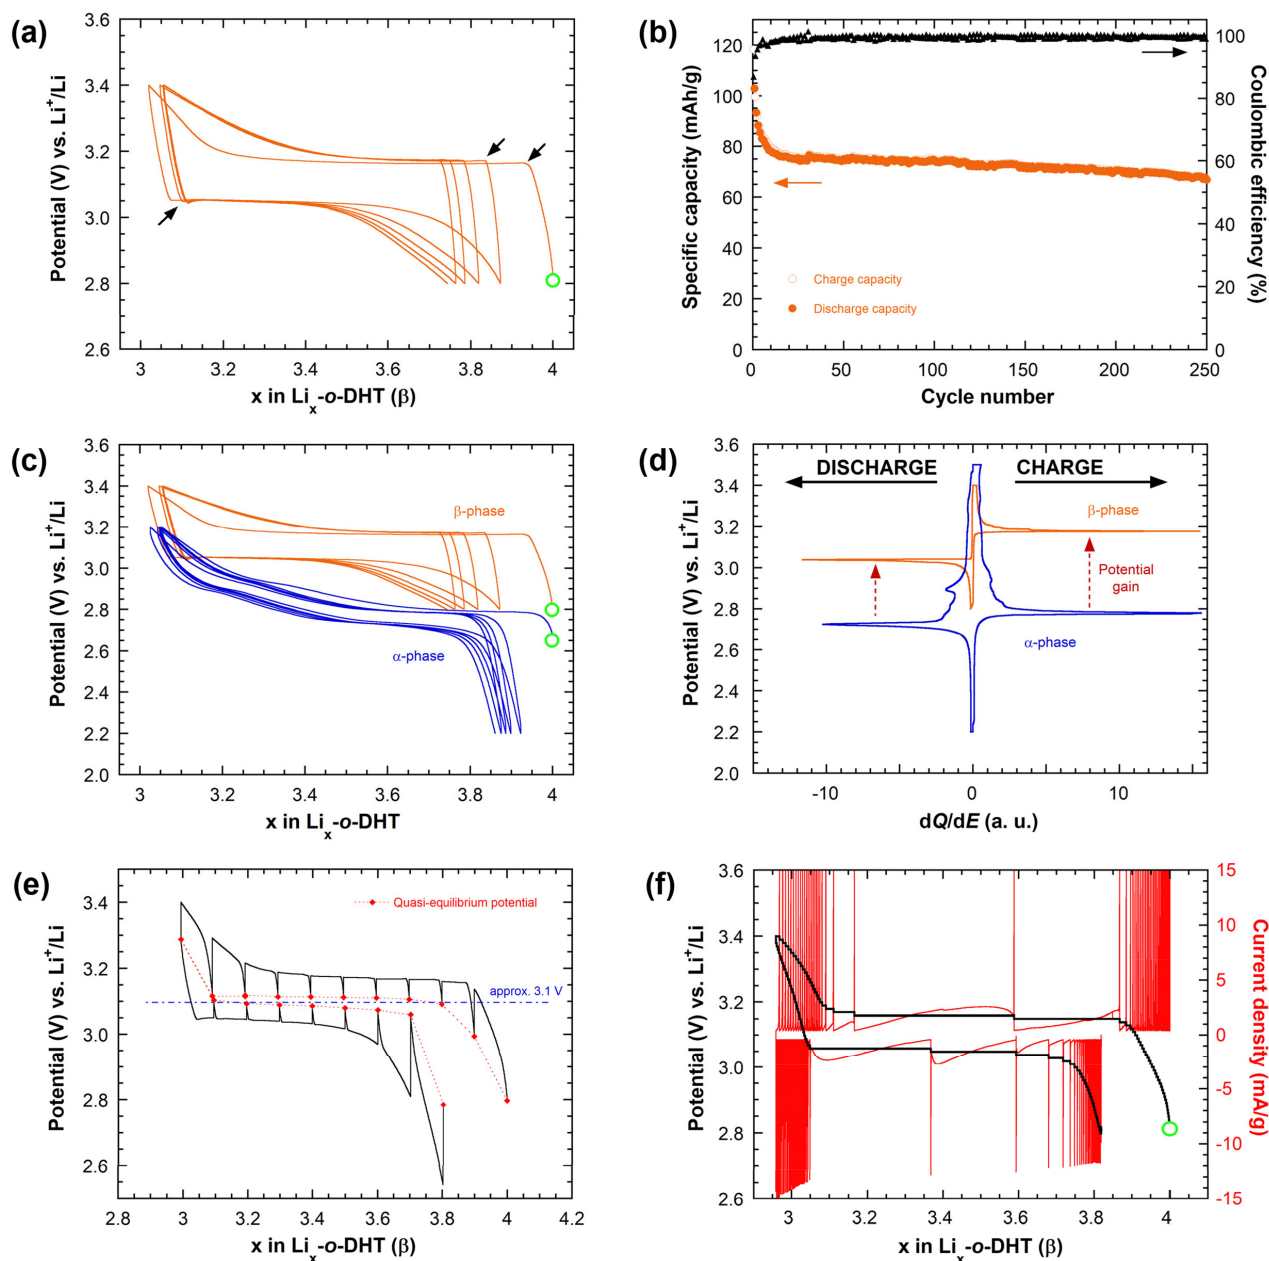 (a)
Potential (V) vs. Li⁺/Li
3.6
3.4
3.2
3.0
2.8
2.6
3
3.2
3.4
3.6
3.8
4
x in Liₓ-o-DHT (β)
(b)
Specific capacity (mAh/g)
120
100
80
60
40
20
0
100
80
60
40
20
0
Coulombic efficiency (%)
Charge capacity
Discharge capacity
0
50
100
150
200
250
Cycle number
(c)
Potential (V) vs. Li⁺/Li
3.6
3.4
3.2
3.0
2.8
2.6
2.4
2.2
2.0
β-phase
α-phase
3
3.2
3.4
3.6
3.8
4
x in Liₓ-o-DHT
(d)
Potential (V) vs. Li⁺/Li
3.6
3.4
3.2
3.0
2.8
2.6
2.4
2.2
2.0
DISCHARGE
CHARGE
β-phase
Potential
gain
α-phase
-10
0
10
dQ/dE (a. u.)
(e)
Potential (V) vs. Li⁺/Li
3.4
3.2
3.0
2.8
2.6
Quasi-equilibrium potential
approx. 3.1 V
2.8
3
3.2
3.4
3.6
3.8
4
4.2
x in Liₓ-o-DHT (β)
(f)
Potential (V) vs. Li⁺/Li
3.6
3.4
3.2
3.0
2.8
2.6
15
10
5
0
-5
-10
-15
Current density (mA/g)
3
3.2
3.4
3.6
3.8
4
x in Liₓ-o-DHT (β)